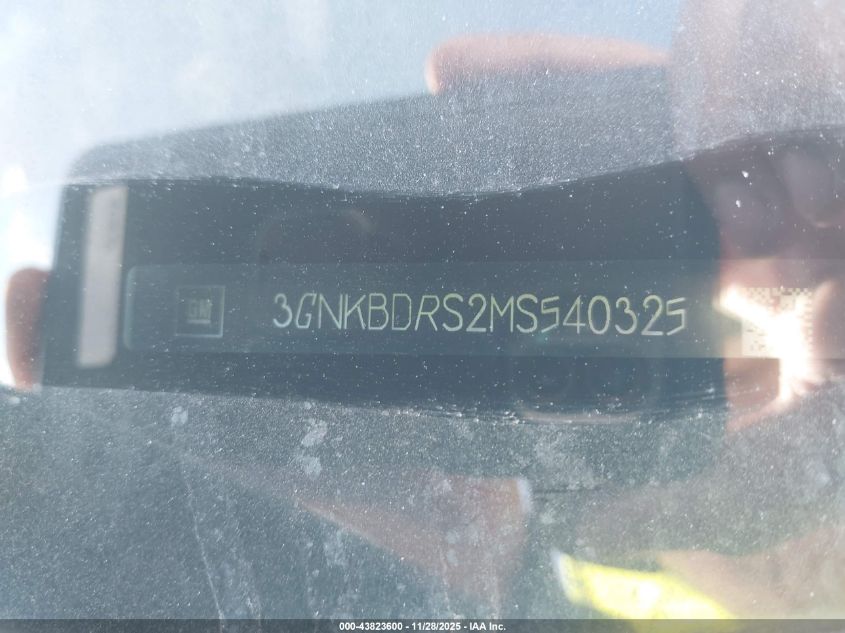 GM 3GNKBDRS2MS540325
000-43823600 - 11/28/2025 - IAA Inc.